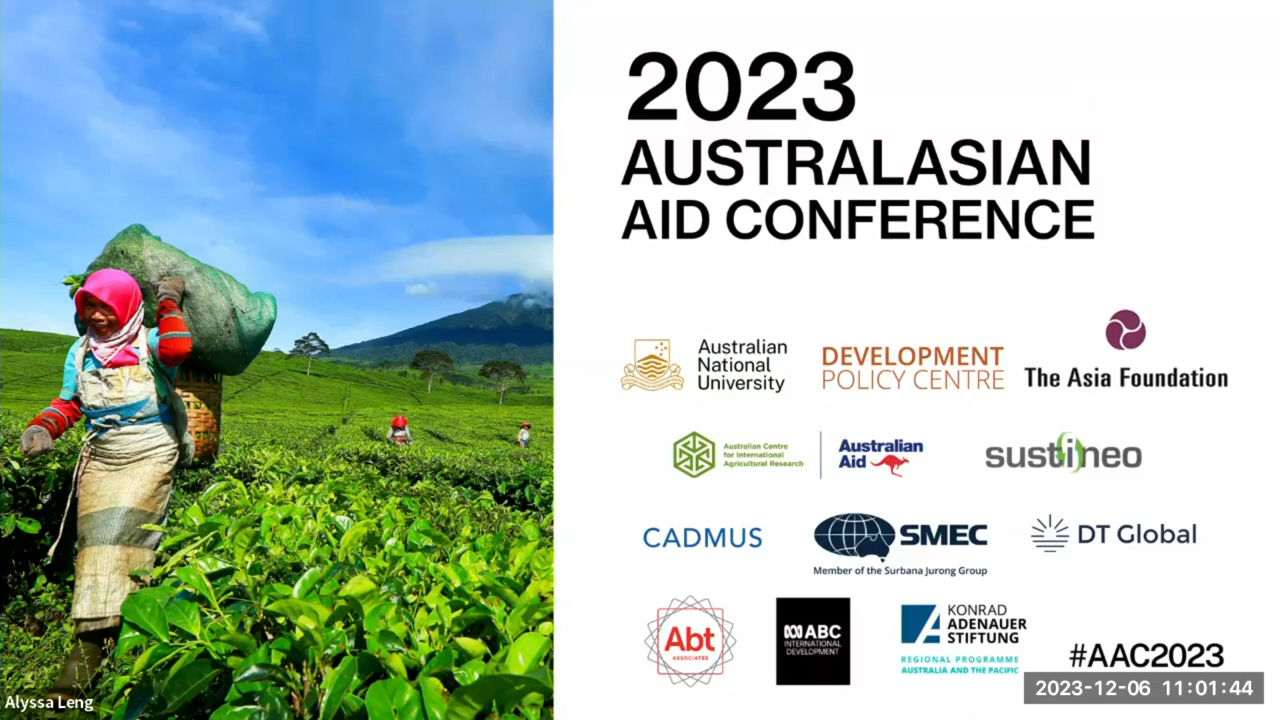 2023
AUSTRALASIAN
AID CONFERENCE
Australian
National
University
DEVELOPMENT
POLICY CENTRE
The Asia Foundation
Australian Centre
for International
Agricultural Research
Australian
Aid
sustineo
CADMUS
SMEC
Member of the Surbana Jurong Group
DT Global
Abt
ASSOCIATES
ABC
INTERNATIONAL
DEVELOPMENT
KONRAD
ADENAUER
STIFTUNG
REGIONAL PROGRAMME
AUSTRALIA AND THE PACIFIC
#AAC2023
2023-12-06 11:01:44
Alyssa Leng